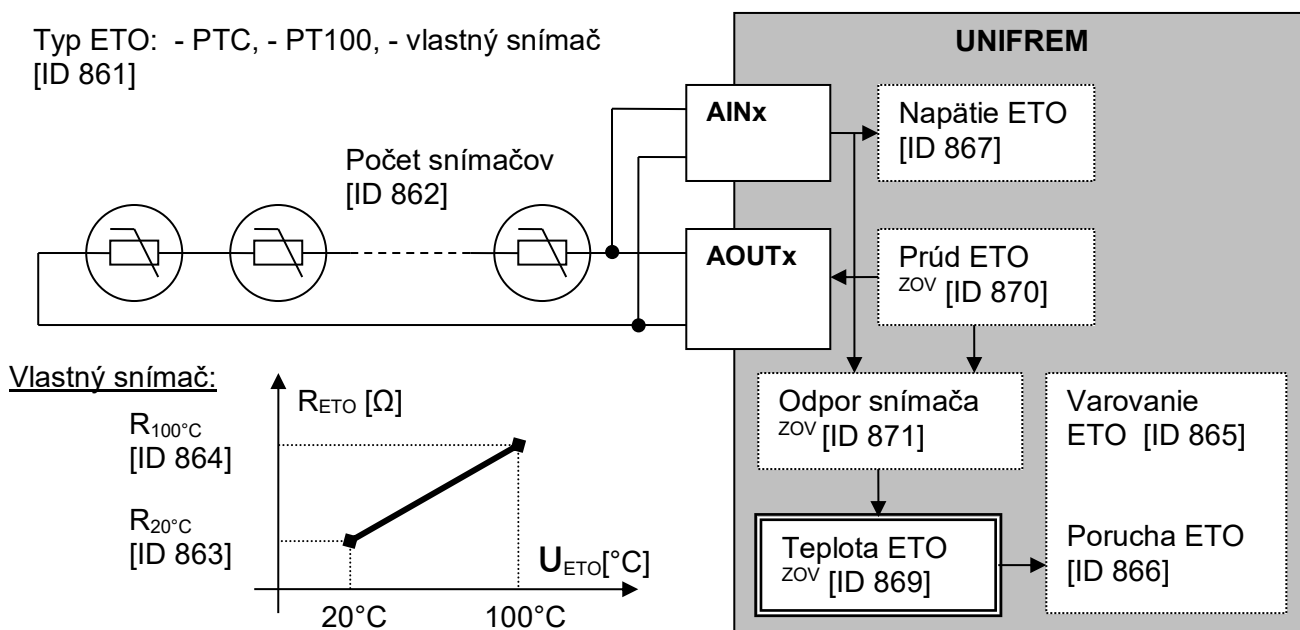 Typ ETO: - PTC, - PT100, - vlastný snímač
[ID 861]
UNIFREM
AINx
Napätie ETO
[ID 867]
Počet snímačov
[ID 862]
AOUTx
Prúd ETO
ZOV [ID 870]
Vlastný snímač:
RETO [Ω]
R100°C
[ID 864]
R20°C
[ID 863]
UETO[°C]
20°C
100°C
Odpor snímača
ZOV [ID 871]
Varovanie
ETO [ID 865]
Teplota ETO
ZOV [ID 869]
Porucha ETO
[ID 866]